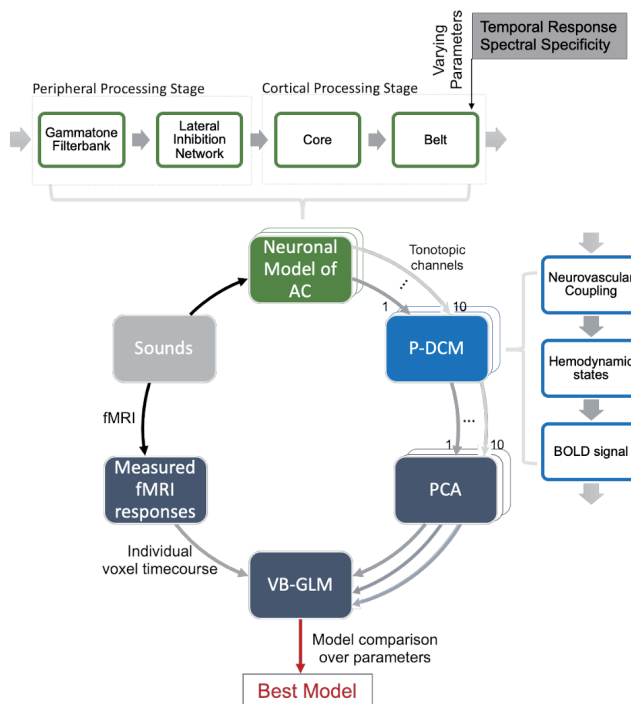 Temporal Response
Spectral Specificity
Varying
Parameters
Peripheral Processing Stage
Cortical Processing Stage
Gammatone
Filterbank
Lateral
Inhibition
Network
Core
Belt
Neuronal
Model of
AC
Tonotopic
channels
...
1
10
Sounds
P-DCM
Neurovascular
Coupling
Hemodynamic
states
BOLD signal
fMRI
...
1
10
Measured
fMRI
responses
PCA
Individual
voxel timecourse
VB-GLM
Model comparison
over parameters
Best Model